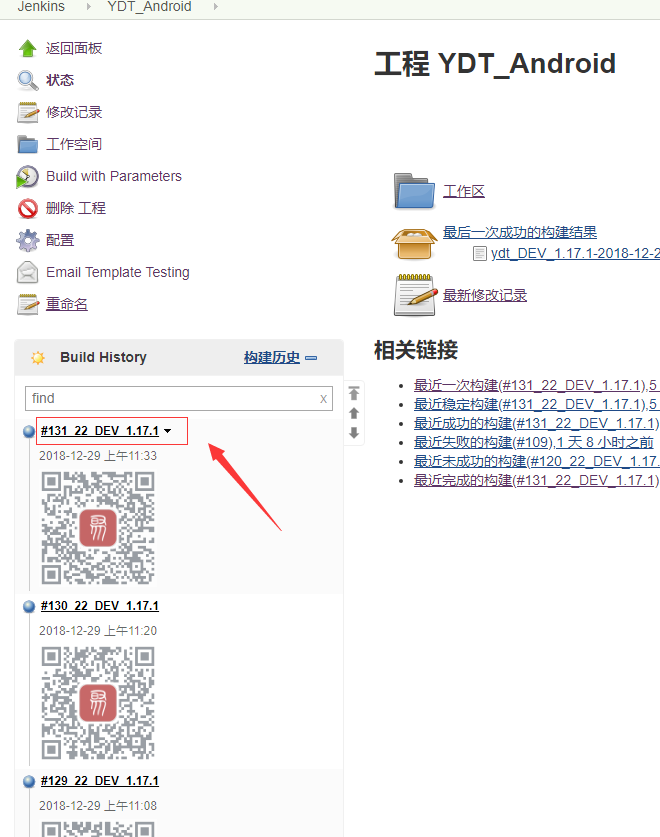 Jenkins YDT_Android
返回面板
状态
修改记录
工作空间
Build with Parameters
删除 工程
配置
Email Template Testing
重命名
Build History 构建历史
find x
#131_22_DEV_1.17.1
2018-12-29 上午11:33
易
#130_22_DEV_1.17.1
2018-12-29 上午11:20
易
#129_22_DEV_1.17.1
2018-12-29 上午11:08
工程 YDT_Android
工作区
最后一次成功的构建结果
ydt_DEV_1.17.1-2018-12-2
最新修改记录
相关链接
最近一次构建(#131_22_DEV_1.17.1),5
最近稳定构建(#131_22_DEV_1.17.1),5
最近成功的构建(#131_22_DEV_1.17.1)
最近失败的构建(#109),1 天 8 小时之前
最近未成功的构建(#120_22_DEV_1.17.
最近完成的构建(#131_22_DEV_1.17.1)